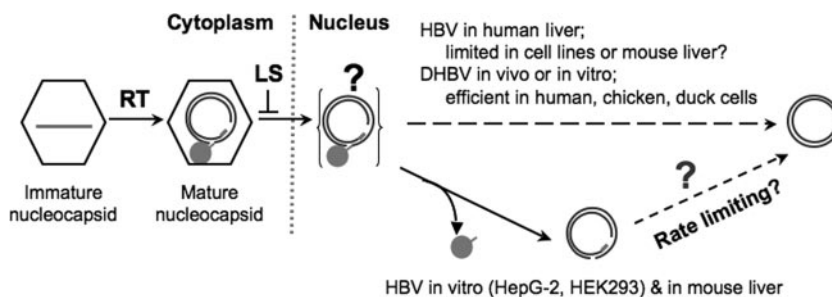 Cytoplasm
Nucleus
HBV in human liver;
limited in cell lines or mouse liver?
DHBV in vivo or in vitro;
efficient in human, chicken, duck cells
LS
?
RT
Immature
nucleocapsid
Mature
nucleocapsid
?
Rate limiting?
HBV in vitro (HepG-2, HEK293) & in mouse liver